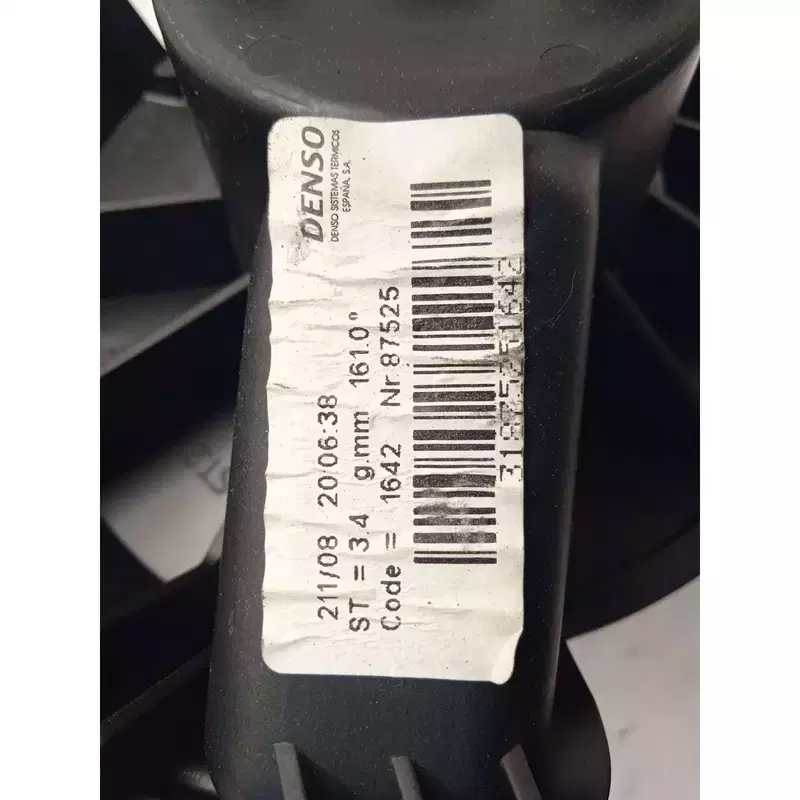 DENSO
DENSO SISTEMAS TERMICOS
ESPAÑA, S.A.
211/08 20:06:38
ST = 3.4 g.mm 161.0°
Code = 1642 Nr.87525